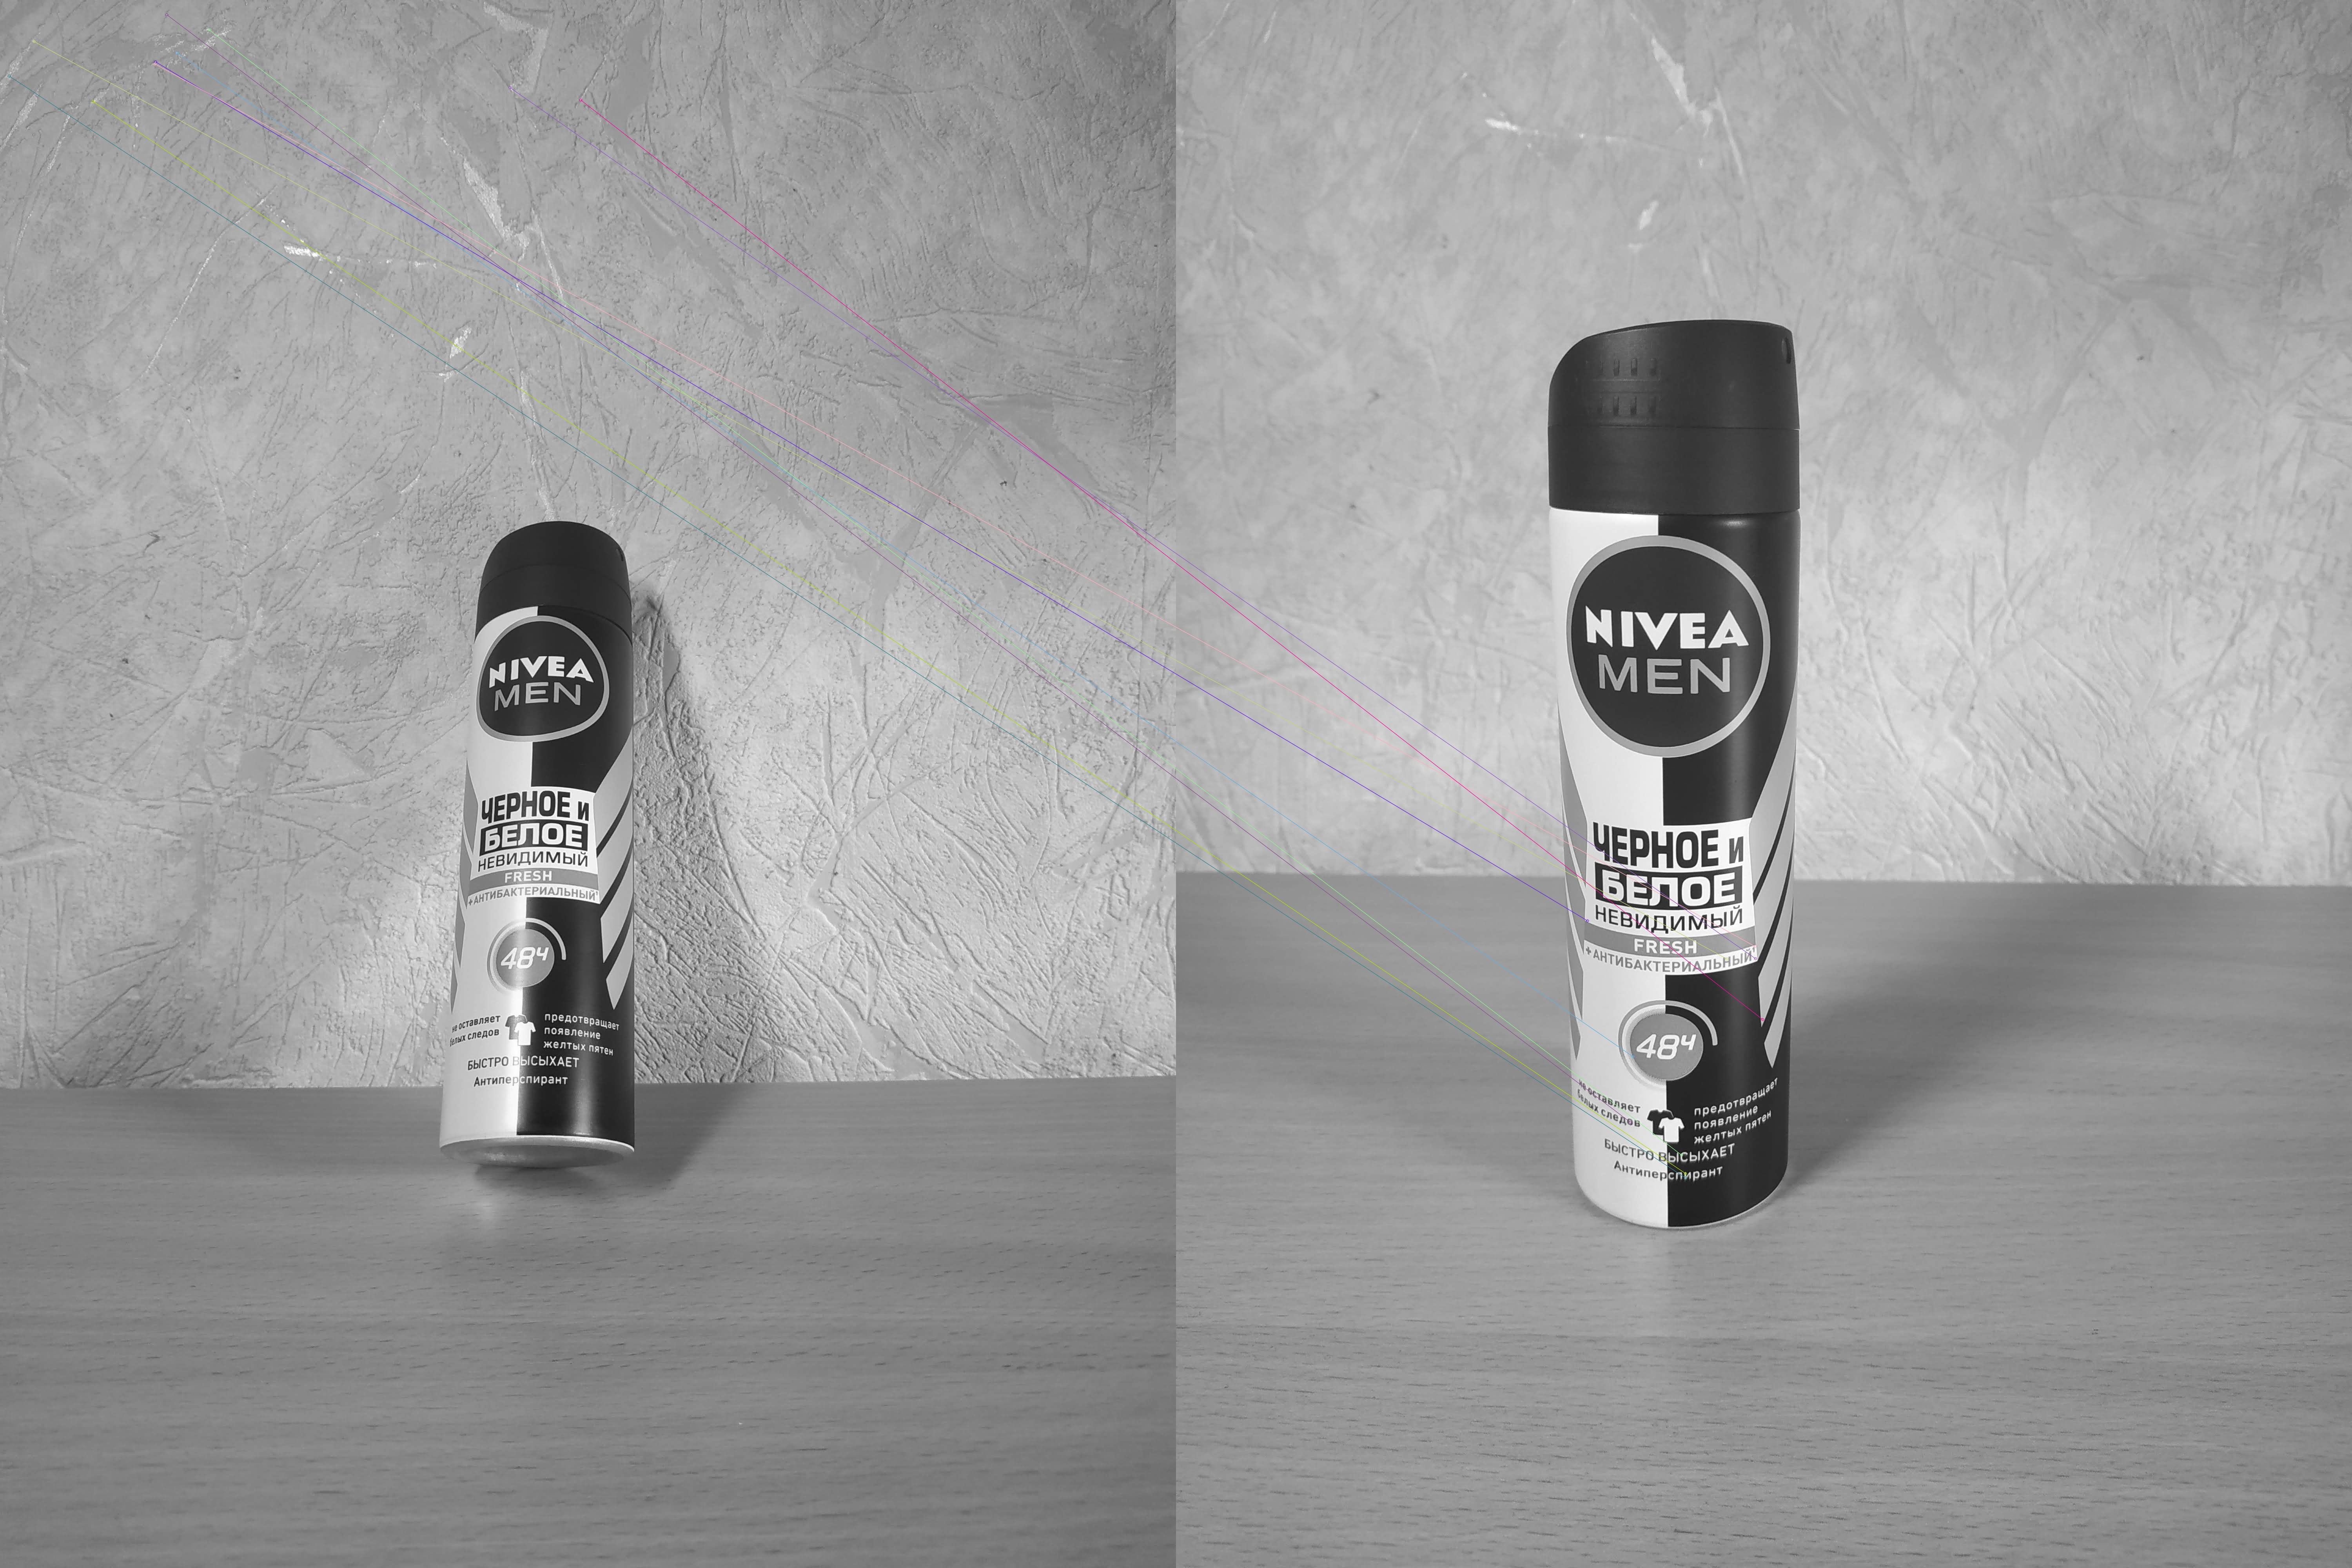 NIVEA
MEN
ЧЕРНОЕ и
БЕЛОЕ
НЕВИДИМЫЙ
FRESH
+АНТИБАКТЕРИАЛЬНЫЙ
48ч
не оставляет
белых следов
предотвращает
появление
желтых пятен
БЫСТРО ВЫСЫХАЕТ
Антиперспирант
NIVEA
MEN
ЧЕРНОЕ и
БЕЛОЕ
НЕВИДИМЫЙ
FRESH
+АНТИБАКТЕРИАЛЬНЫЙ
48ч
не оставляет
белых следов
предотвращает
появление
желтых пятен
БЫСТРО ВЫСЫХАЕТ
Антиперспирант